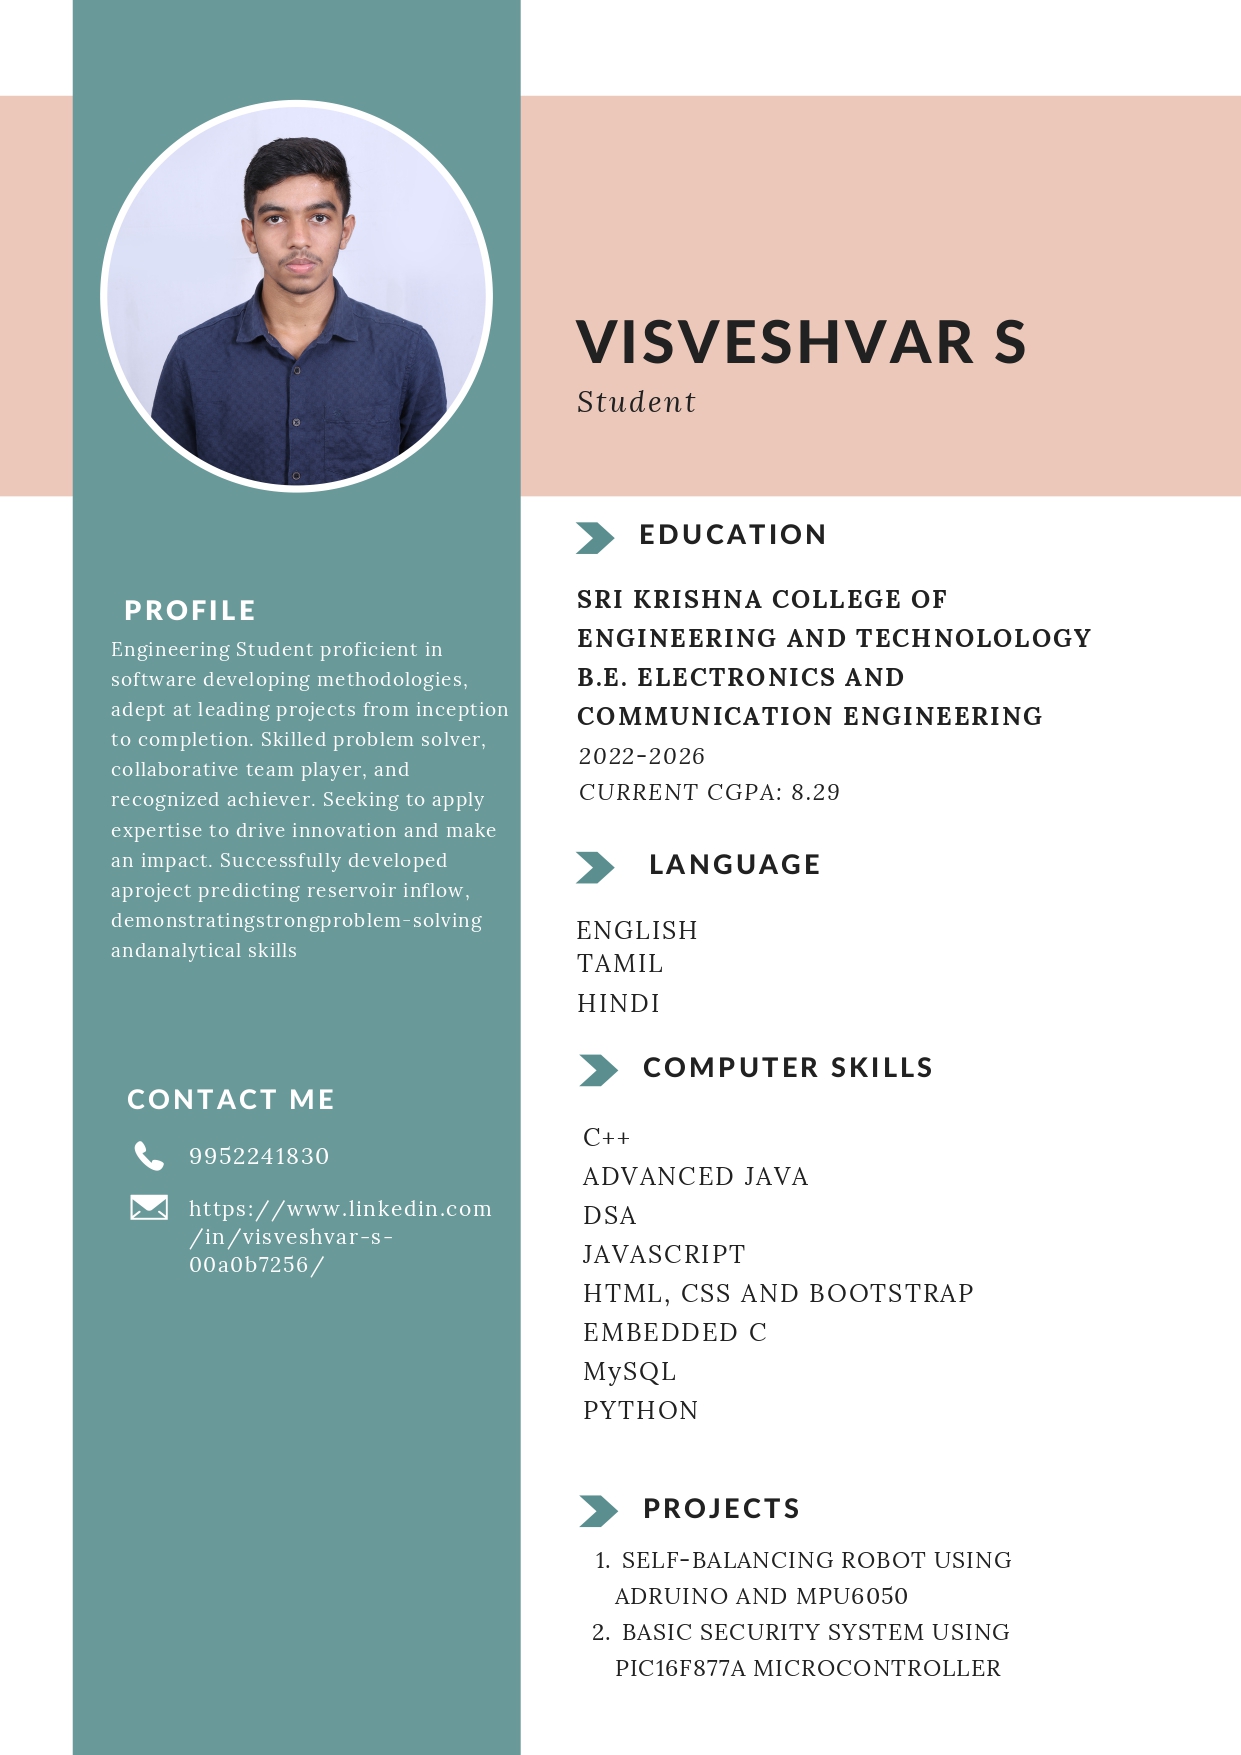 VISVESHVAR S
Student
PROFILE
Engineering Student proficient in
software developing methodologies,
adept at leading projects from inception
to completion. Skilled problem solver,
collaborative team player, and
recognized achiever. Seeking to apply
expertise to drive innovation and make
an impact. Successfully developed
aproject predicting reservoir inflow,
demonstratingstrongproblem-solving
andanalytical skills
CONTACT ME
9952241830
https://www.linkedin.com
/in/visveshvar-s-
00a0b7256/
EDUCATION
SRI KRISHNA COLLEGE OF
ENGINEERING AND TECHNOLOLOGY
B.E. ELECTRONICS AND
COMMUNICATION ENGINEERING
2022-2026
CURRENT CGPA: 8.29
LANGUAGE
ENGLISH
TAMIL
HINDI
COMPUTER SKILLS
C++
ADVANCED JAVA
DSA
JAVASCRIPT
HTML, CSS AND BOOTSTRAP
EMBEDDED C
MySQL
PYTHON
PROJECTS
1. SELF-BALANCING ROBOT USING
ADRUINO AND MPU6050
2. BASIC SECURITY SYSTEM USING
PIC16F877A MICROCONTROLLER